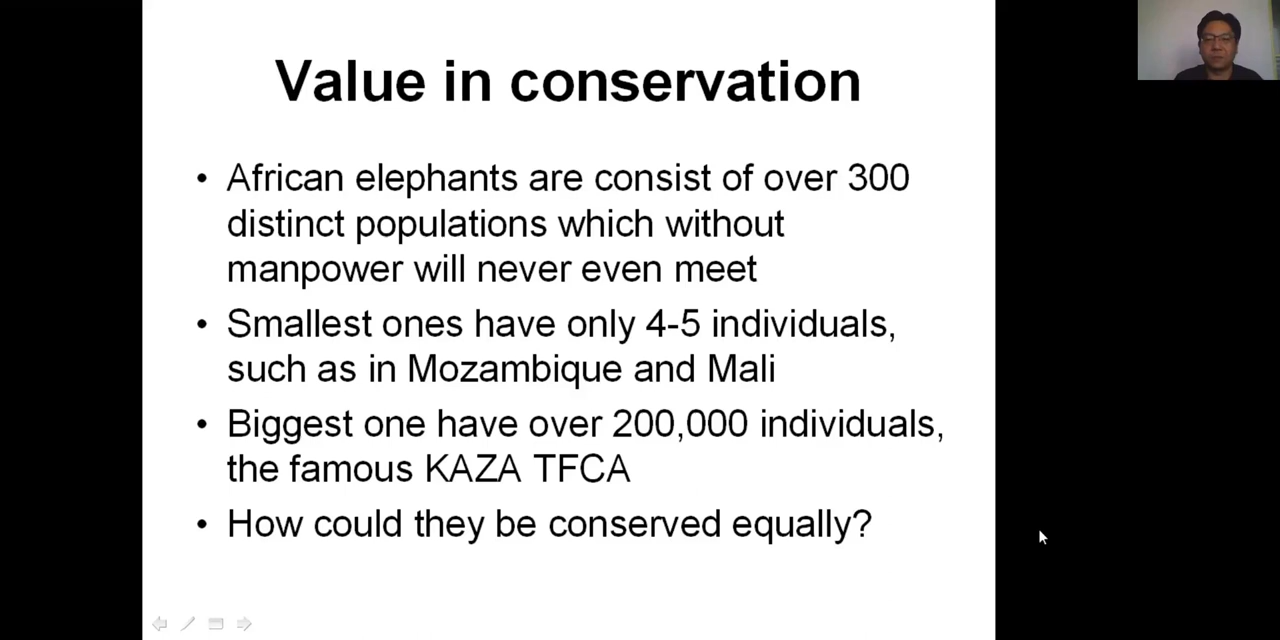 Value in conservation
• African elephants are consist of over 300
distinct populations which without
manpower will never even meet
• Smallest ones have only 4-5 individuals,
such as in Mozambique and Mali
• Biggest one have over 200,000 individuals,
the famous KAZA TFCA
• How could they be conserved equally?